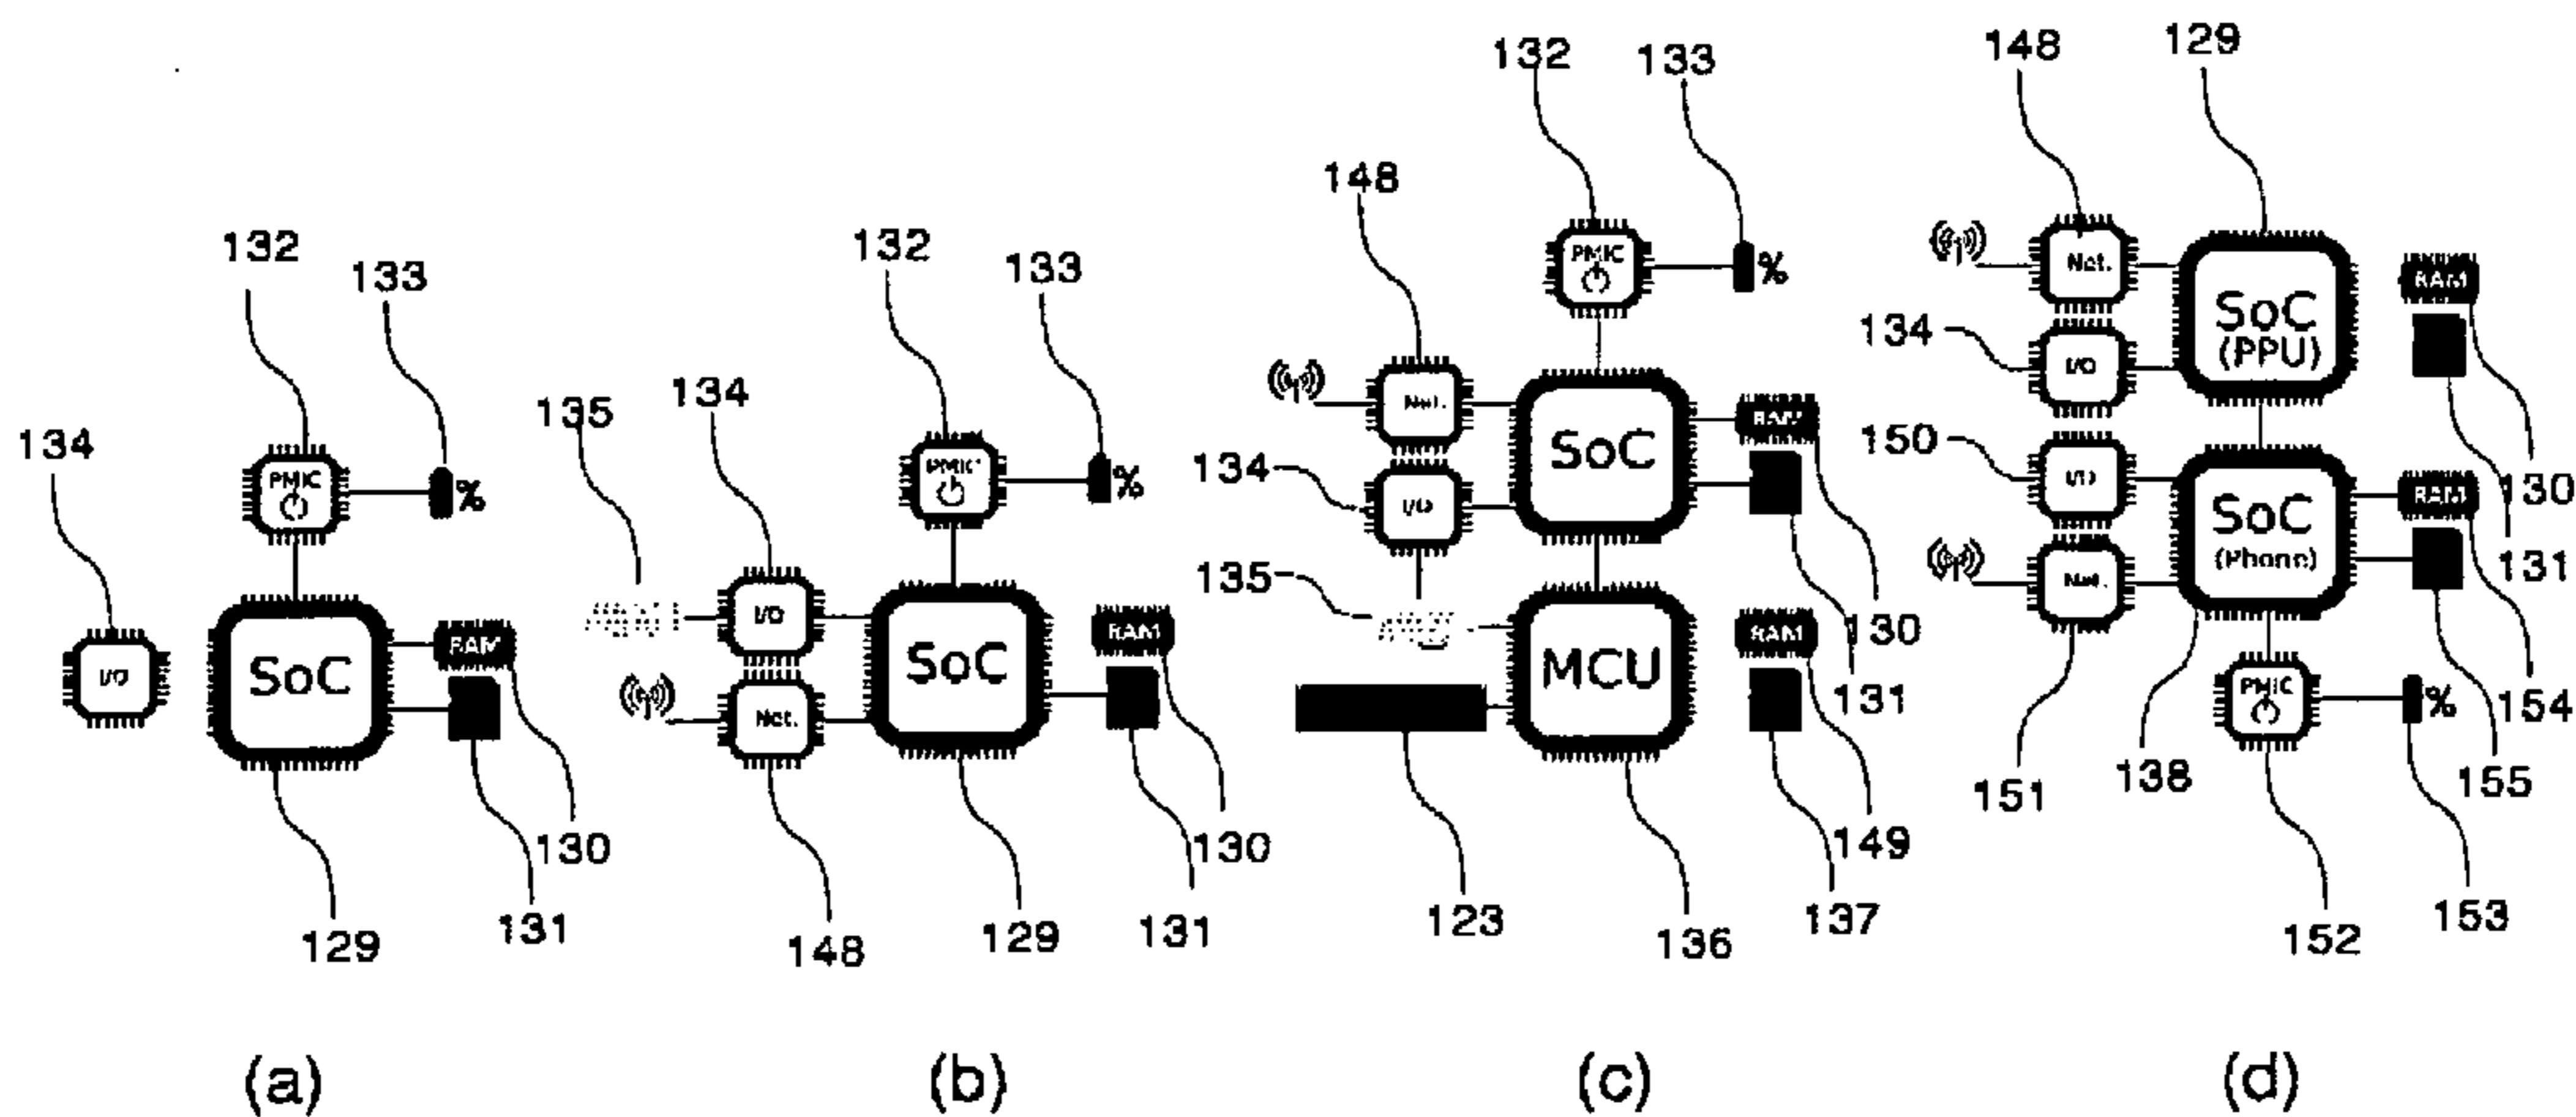 132
133
134
PMIC
%
I/O
SoC
RAM
130
129
131
(a)
132
133
135
134
PMIC
%
I/O
SoC
RAM
Net.
130
148
129
131
(b)
132
133
148
PMIC
%
Net.
SoC
RAM
134
I/O
135
130
131
MCU
RAM
149
123
136
137
(c)
148
129
Net.
SoC
(PPU)
RAM
134
I/O
150
I/O
SoC
(Phone)
RAM
130
131
Net.
154
151
138
PMIC
%
155
152
153
(d)